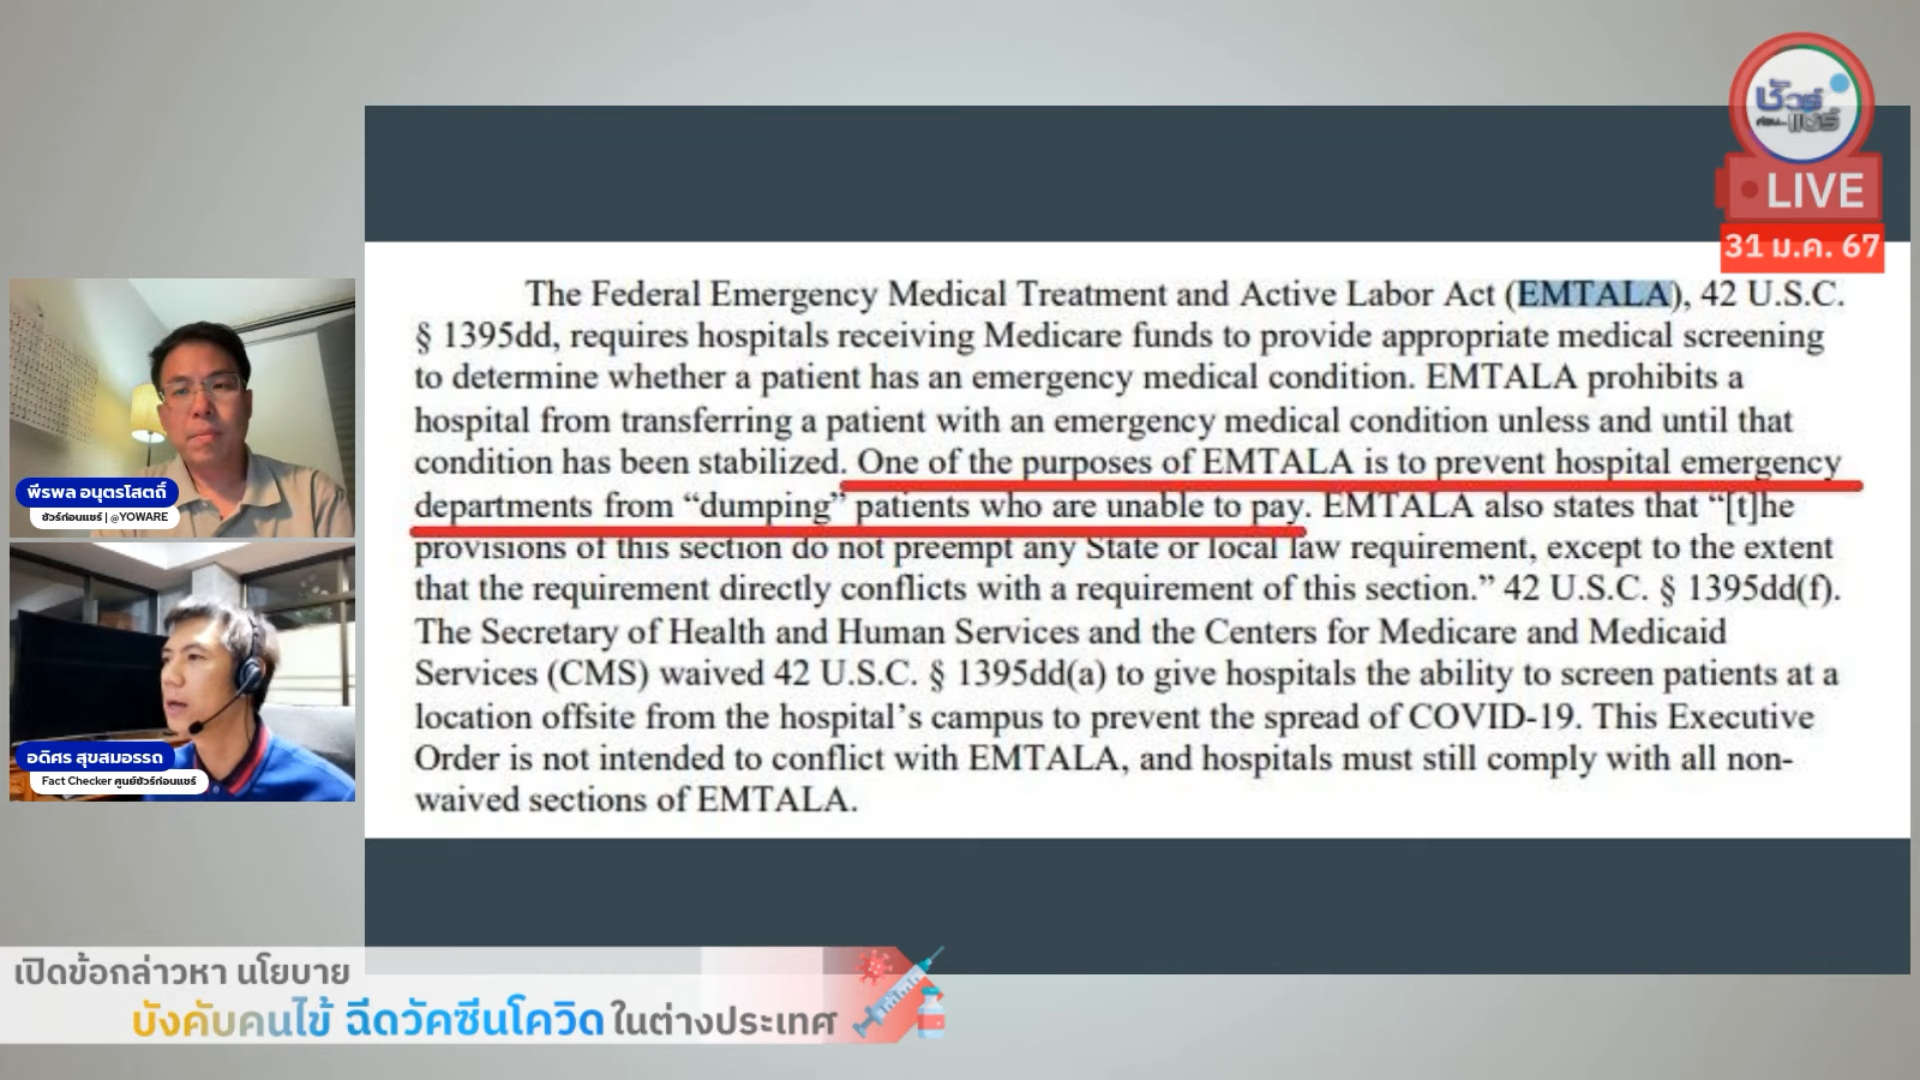 ชัวร์
ก่อน...
แชร์
LIVE
31 ม.ค. 67
The Federal Emergency Medical Treatment and Active Labor Act (EMTALA), 42 U.S.C.
§ 1395dd, requires hospitals receiving Medicare funds to provide appropriate medical screening
to determine whether a patient has an emergency medical condition. EMTALA prohibits a
hospital from transferring a patient with an emergency medical condition unless and until that
condition has been stabilized. One of the purposes of EMTALA is to prevent hospital emergency
departments from “dumping” patients who are unable to pay. EMTALA also states that “[t]he
provisions of this section do not preempt any State or local law requirement, except to the extent
that the requirement directly conflicts with a requirement of this section.” 42 U.S.C. § 1395dd(f).
The Secretary of Health and Human Services and the Centers for Medicare and Medicaid
Services (CMS) waived 42 U.S.C. § 1395dd(a) to give hospitals the ability to screen patients at a
location offsite from the hospital’s campus to prevent the spread of COVID-19. This Executive
Order is not intended to conflict with EMTALA, and hospitals must still comply with all non-
waived sections of EMTALA.
พีรพล อนุตรโสตถิ์
ชัวร์ก่อนแชร์ | @YOWARE
อดิศร สุขสมอรรถ
Fact Checker ศูนย์ชัวร์ก่อนแชร์
เปิดข้อกล่าวหา นโยบาย
บังคับคนไข้ ฉีดวัคซีนโควิด ในต่างประเทศ